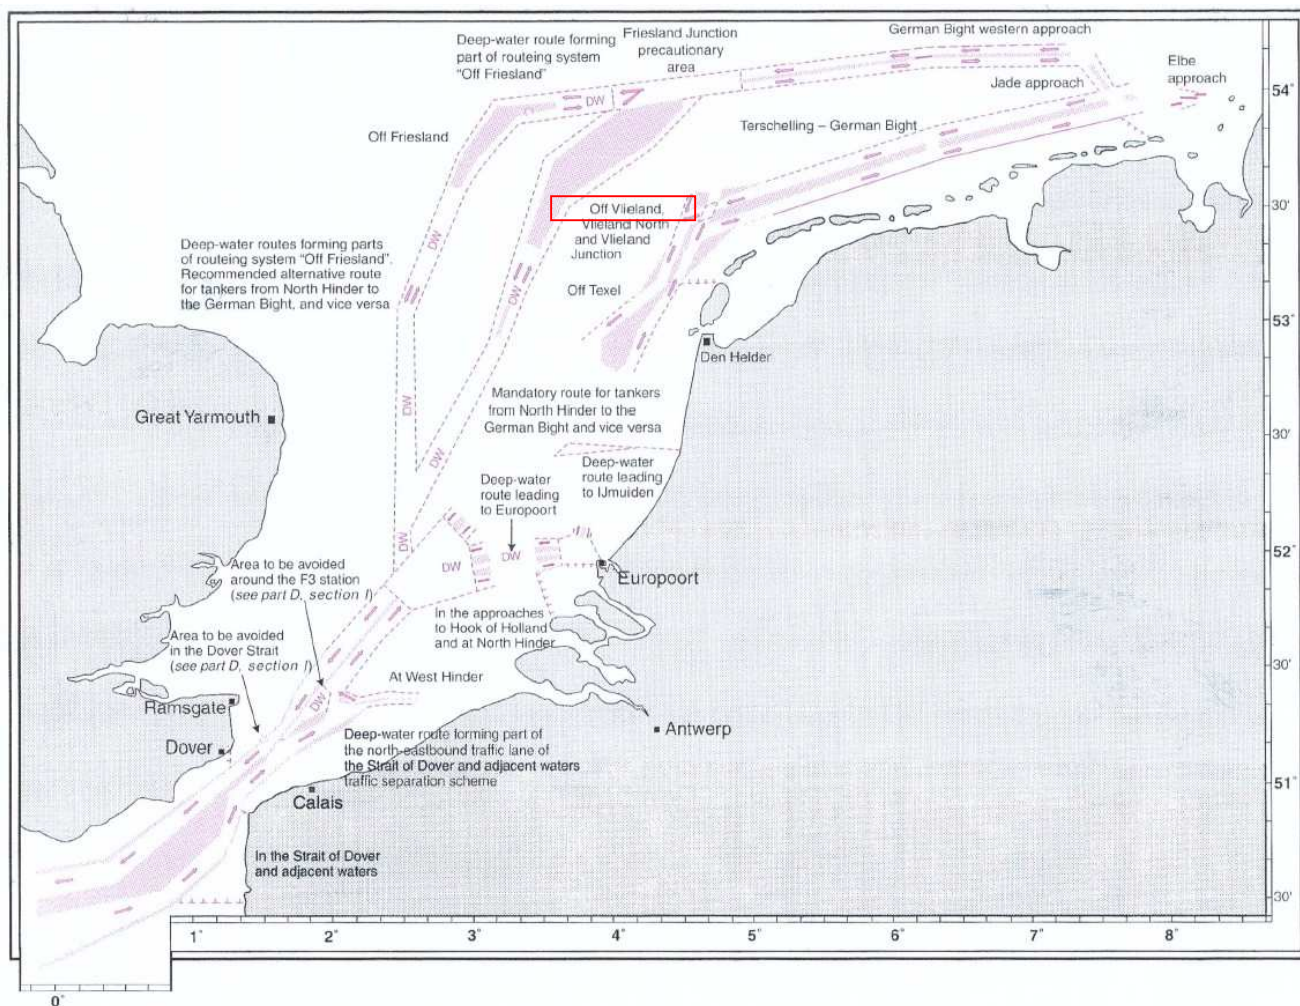 Deep-water route forming
part of routeing system
"Off Friesland"
Friesland Junction
precautionary
area
German Bight western approach
Elbe
approach
Jade approach
54°
DW
Off Friesland
Terschelling – German Bight
Off Vlieland,
Vlieland North
and Vlieland
Junction
30'
DW
Deep-water routes forming parts
of routeing system "Off Friesland".
Recommended alternative route
for tankers from North Hinder to
the German Bight, and vice versa
DW
Off Texel
53°
Den Helder
Great Yarmouth
DW
Mandatory route for tankers
from North Hinder to the
German Bight and vice versa
30'
DW
Deep-water
route leading
to IJmuiden
Deep-water
route leading
to Europoort
DW
DW
DW
52°
Europoort
Area to be avoided
around the F3 station
(see part D, section I)
In the approaches
to Hook of Holland
and at North Hinder
Area to be avoided
in the Dover Strait
(see part D, section I)
30'
At West Hinder
DW
Ramsgate
Antwerp
Dover
Deep-water route forming part of
the north-eastbound traffic lane of
the Strait of Dover and adjacent waters
traffic separation scheme
51°
Calais
In the Strait of Dover
and adjacent waters
30'
1° 2° 3° 4° 5° 6° 7° 8°
0°